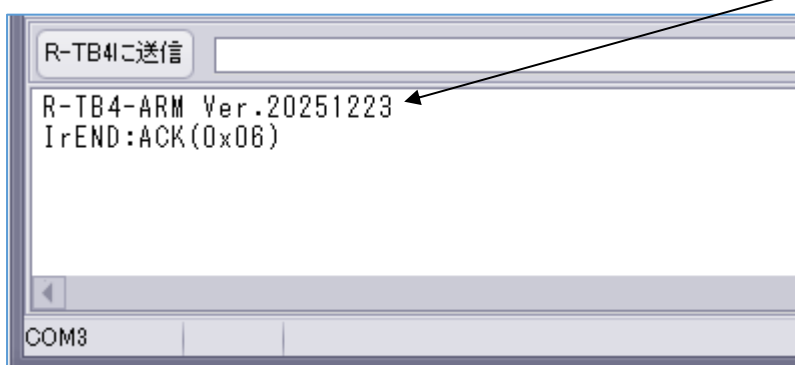 R-TB4に送信
R-TB4-ARM Ver.20251223
IrEND:ACK(0x06)
COM3